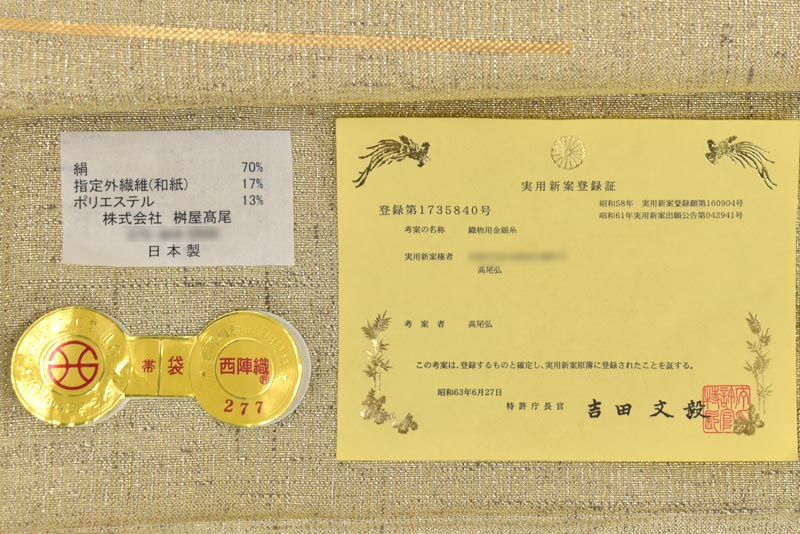 絹 70%
指定外繊維(和紙) 17%
ポリエステル 13%
株式会社 桝屋髙尾
日本製
帯 袋
西陣織
277
実用新案登録証
登録第1735840号
昭和58年 実用新案登録願第160904号
昭和61年実用新案出願公告第042941号
考案の名称 織物用金銀糸
実用新案権者
高尾弘
考案者 高尾弘
この考案は、登録するものと確定し、実用新案原簿に登録されたことを証する。
昭和63年6月27日
特許庁長官 吉田文毅